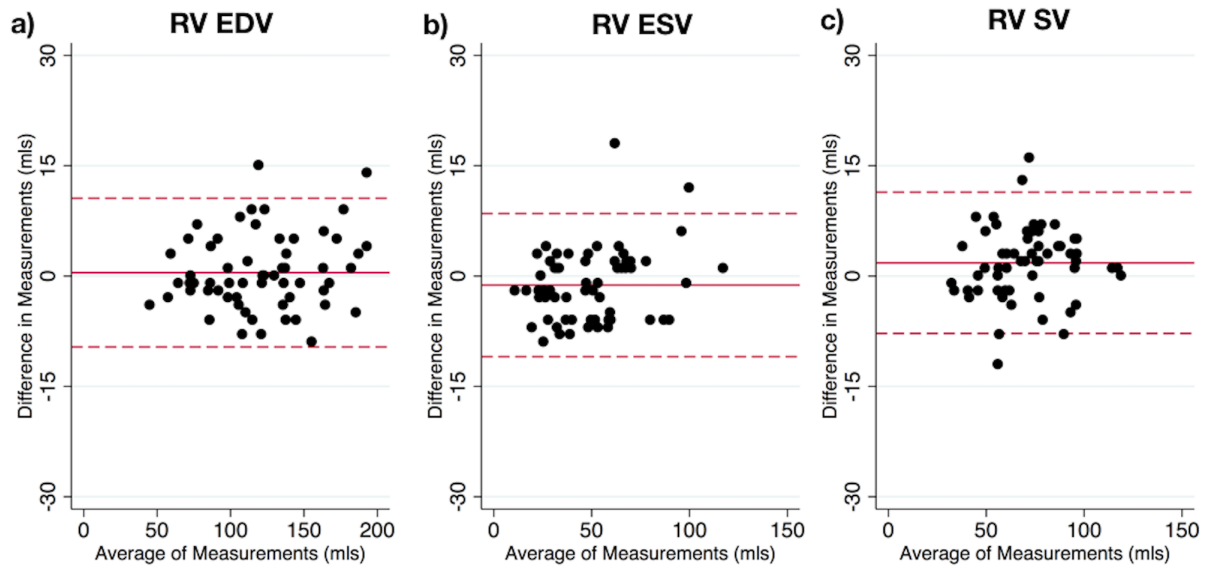 a) RV EDV
Difference in Measurements (mls)
30
15
0
-15
-30
0 50 100 150 200
Average of Measurements (mls)
b) RV ESV
Difference in Measurements (mls)
30
15
0
-15
-30
0 50 100 150
Average of Measurements (mls)
c) RV SV
Difference in Measurements (mls)
30
15
0
-15
-30
0 50 100 150
Average of Measurements (mls)